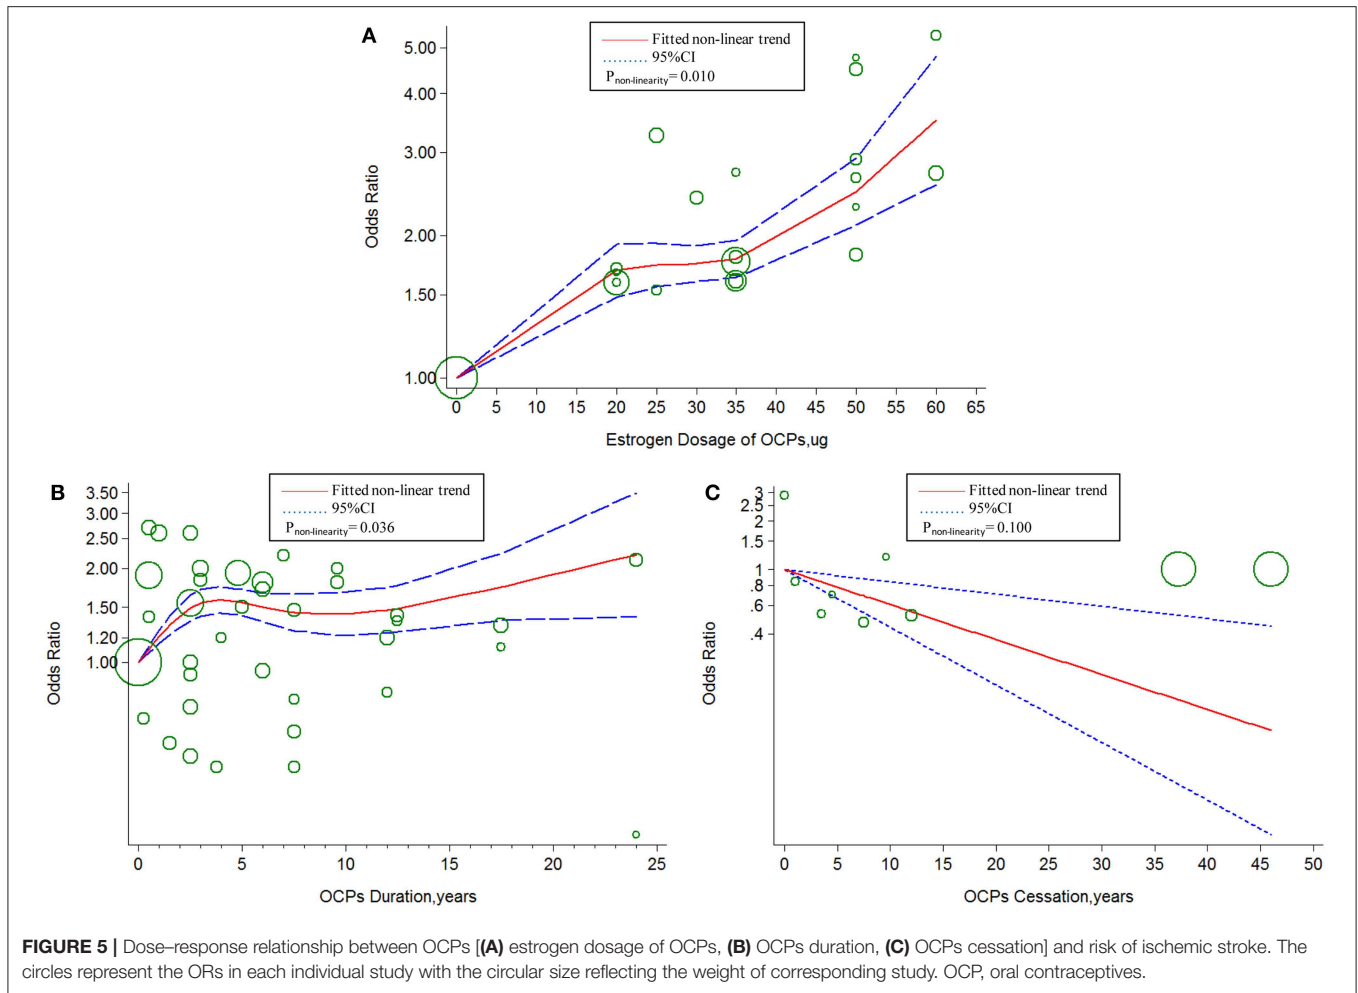 (A)
Fitted non-linear trend
95%CI
Pnon-linearity= 0.010
5.00
4.00
3.00
2.00
1.50
1.00
Odds Ratio
0 5 10 15 20 25 30 35 40 45 50 55 60 65
Estrogen Dosage of OCPs,ug
B
Fitted non-linear trend
95%CI
Pnon-linearity= 0.036
3.50
3.00
2.50
2.00
1.50
1.20
1.00
Odds Ratio
0 5 10 15 20 25
OCPs Duration,years
C
Fitted non-linear trend
95%CI
Pnon-linearity= 0.100
3
2.5
2
1.5
1
.8
.6
.4
Odds Ratio
0 5 10 15 20 25 30 35 40 45 50
OCPs Cessation,years
FIGURE 5 | Dose–response relationship between OCPs [(A) estrogen dosage of OCPs, (B) OCPs duration, (C) OCPs cessation] and risk of ischemic stroke. The
circles represent the ORs in each individual study with the circular size reflecting the weight of corresponding study. OCP, oral contraceptives.